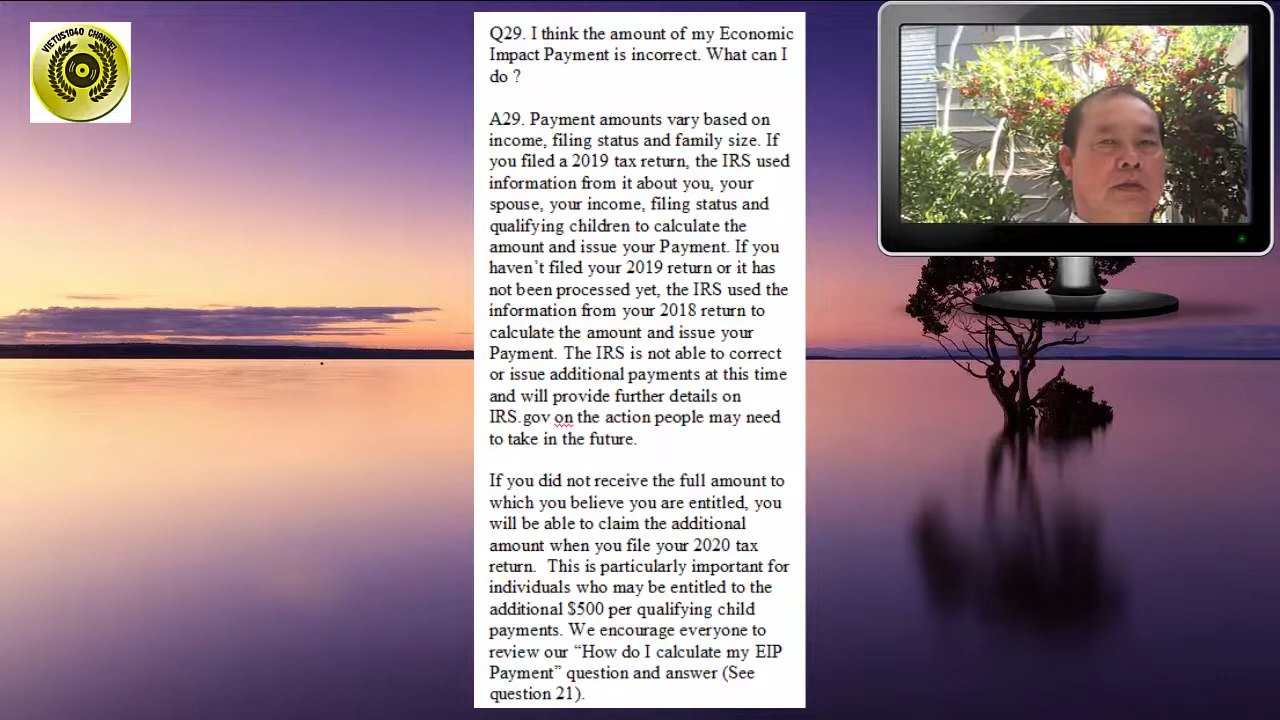 VIETUS1040 CHANNEL
Q29. I think the amount of my Economic
Impact Payment is incorrect. What can I
do ?
A29. Payment amounts vary based on
income, filing status and family size. If
you filed a 2019 tax return, the IRS used
information from it about you, your
spouse, your income, filing status and
qualifying children to calculate the
amount and issue your Payment. If you
haven’t filed your 2019 return or it has
not been processed yet, the IRS used the
information from your 2018 return to
calculate the amount and issue your
Payment. The IRS is not able to correct
or issue additional payments at this time
and will provide further details on
IRS.gov on the action people may need
to take in the future.
If you did not receive the full amount to
which you believe you are entitled, you
will be able to claim the additional
amount when you file your 2020 tax
return.  This is particularly important for
individuals who may be entitled to the
additional $500 per qualifying child
payments. We encourage everyone to
review our “How do I calculate my EIP
Payment” question and answer (See
question 21).